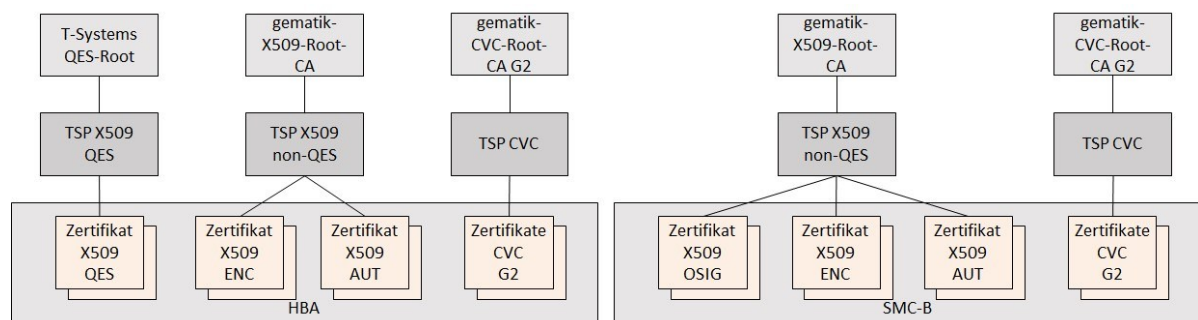 T-Systems
QES-Root
gematik-
X509-Root-
CA
gematik-
CVC-Root-
CA G2
gematik-
X509-Root-
CA
gematik-
CVC-Root-
CA G2
TSP X509
QES
TSP X509
non-QES
TSP CVC
TSP X509
non-QES
TSP CVC
Zertifikat
X509
QES
Zertifikat
X509
ENC
Zertifikat
X509
AUT
Zertifikate
CVC
G2
Zertifikat
X509
OSIG
Zertifikat
X509
ENC
Zertifikat
X509
AUT
Zertifikate
CVC
G2
HBA
SMC-B